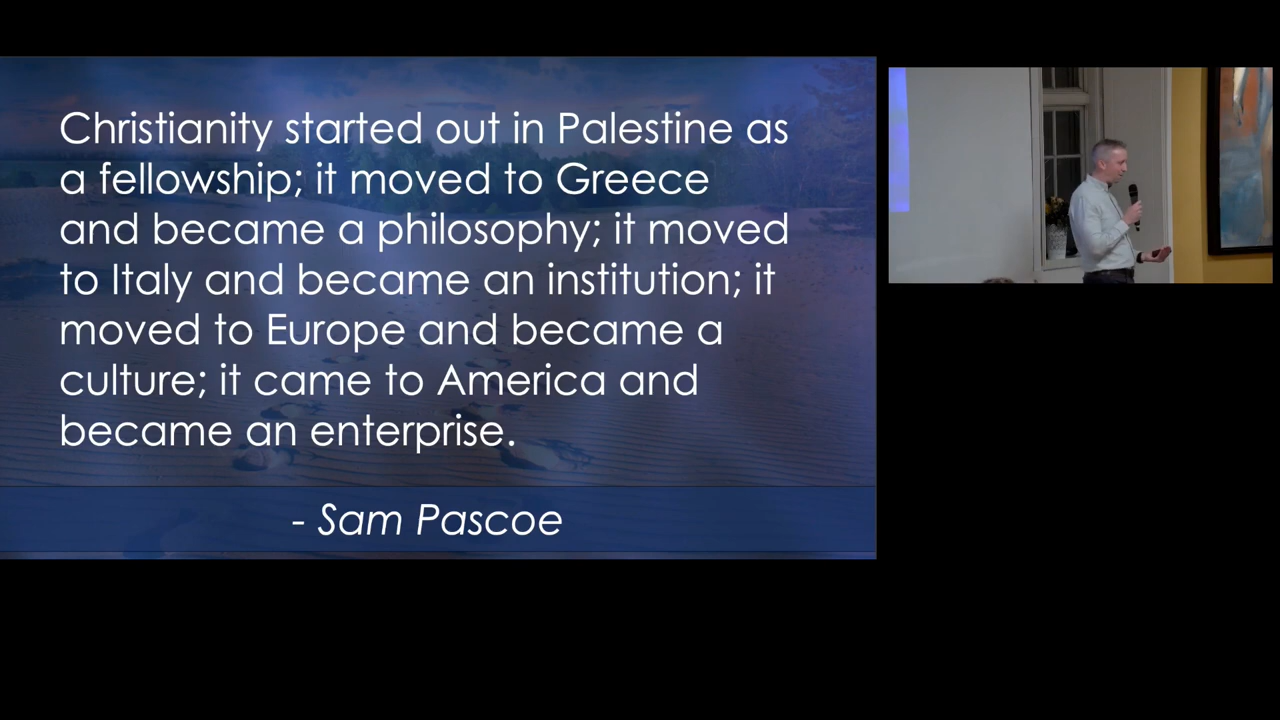 Christianity started out in Palestine as
a fellowship; it moved to Greece
and became a philosophy; it moved
to Italy and became an institution; it
moved to Europe and became a
culture; it came to America and
became an enterprise.
- Sam Pascoe